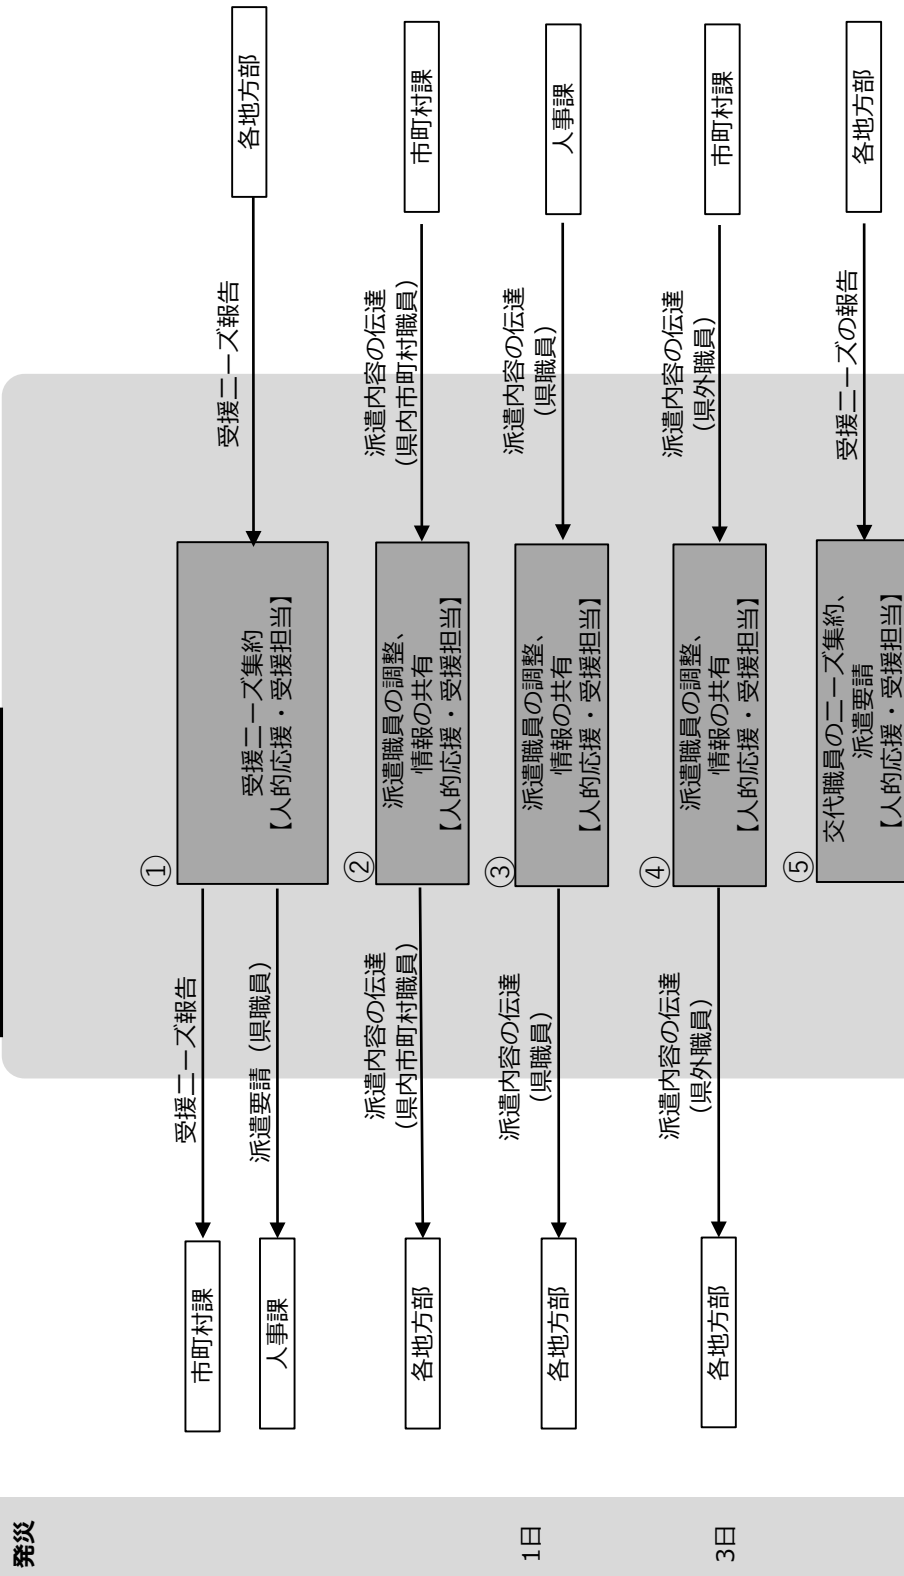 発災
市町村課
受援ニーズ報告
人事課
派遣要請（県職員）
①
受援ニーズ集約
【人的応援・受援担当】
受援ニーズ報告
各地方部
各地方部
派遣内容の伝達
（県内市町村職員）
②
派遣職員の調整、
情報の共有
【人的応援・受援担当】
派遣内容の伝達
（県内市町村職員）
市町村課
1日
各地方部
派遣内容の伝達
（県職員）
③
派遣職員の調整、
情報の共有
【人的応援・受援担当】
派遣内容の伝達
（県職員）
人事課
3日
各地方部
派遣内容の伝達
（県外職員）
④
派遣職員の調整、
情報の共有
【人的応援・受援担当】
派遣内容の伝達
（県外職員）
市町村課
⑤
交代職員のニーズ集約、
派遣要請
【人的応援・受援担当】
受援ニーズの報告
各地方部